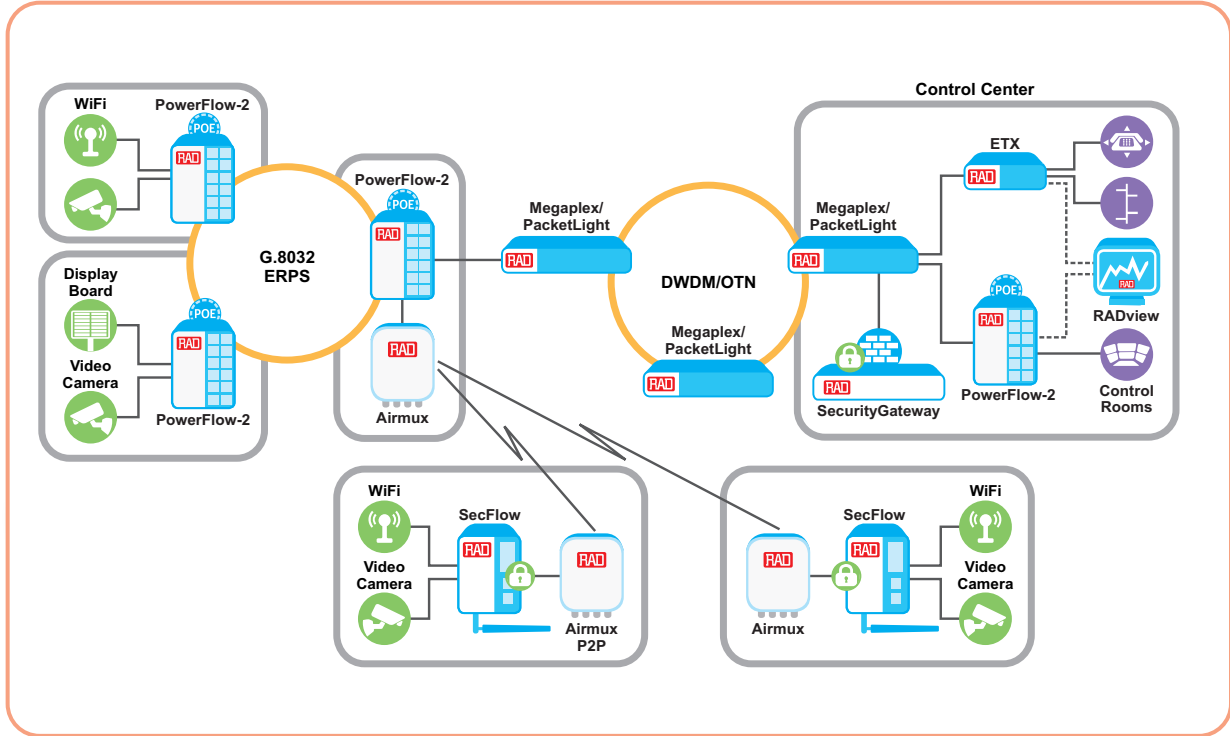 Control Center
WiFi
PowerFlow-2
POE
RAD
G.8032
ERPS
Display
Board
Video
Camera
POE
RAD
PowerFlow-2
PowerFlow-2
POE
RAD
RAD
Airmux
Megaplex/
PacketLight
RAD
DWDM/OTN
Megaplex/
PacketLight
RAD
Megaplex/
PacketLight
RAD
ETX
RAD
RAD
RADview
POE
RAD
PowerFlow-2
Control
Rooms
RAD
SecurityGateway
WiFi
SecFlow
RAD
Video
Camera
RAD
Airmux
P2P
RAD
Airmux
SecFlow
RAD
WiFi
Video
Camera